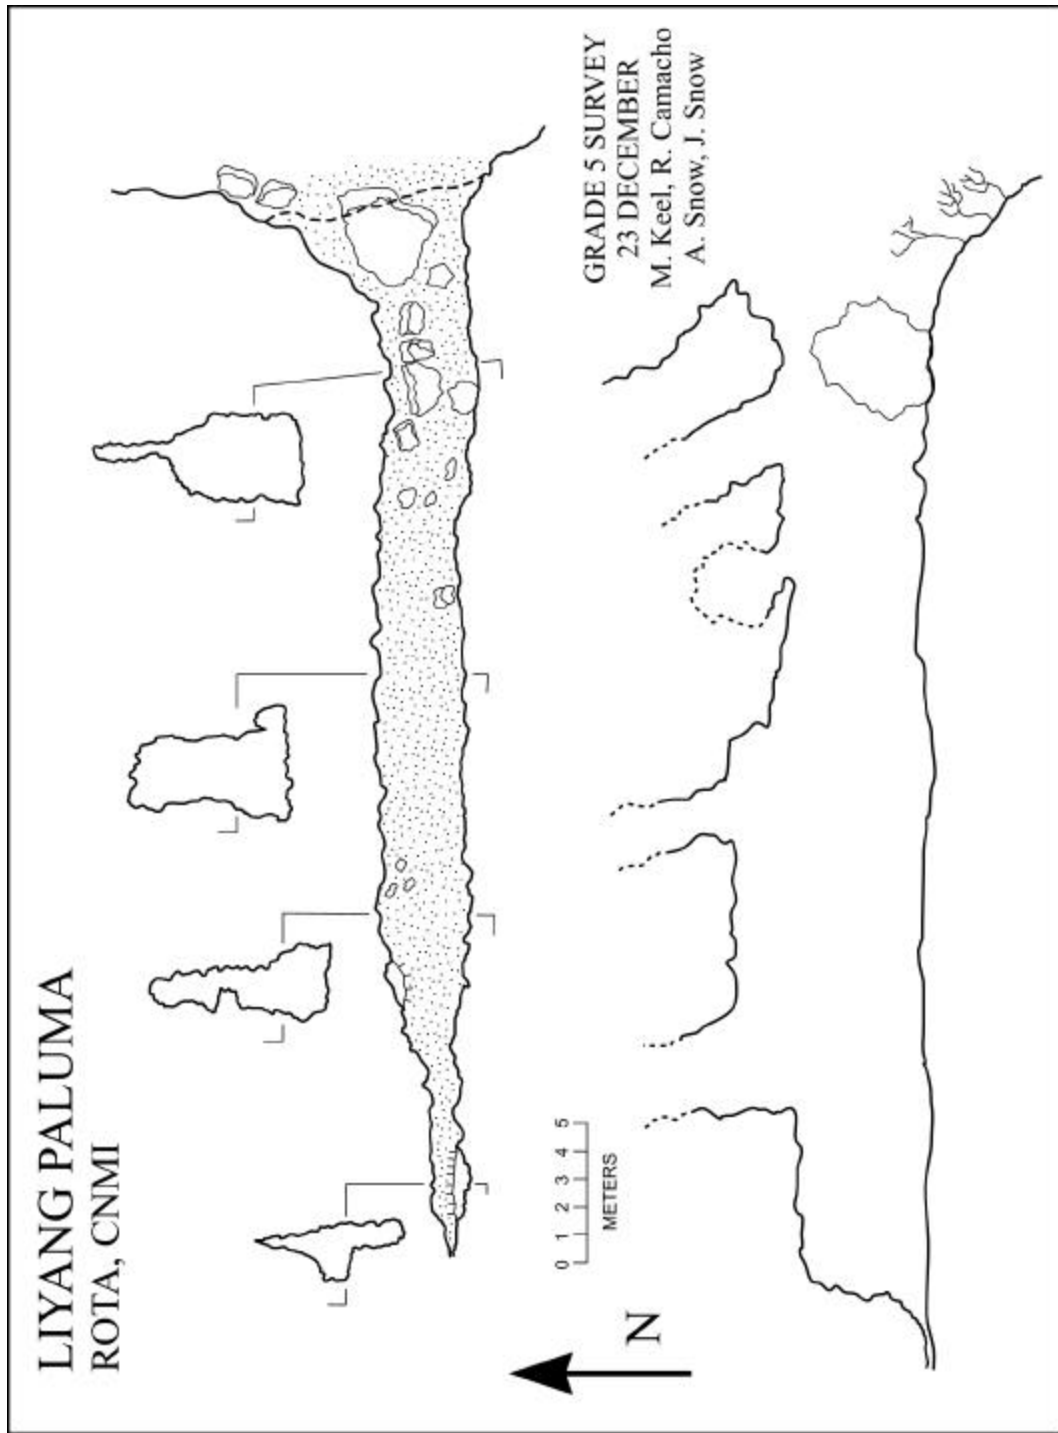 LIYANG PALUMA
ROTA, CNMI
GRADE 5 SURVEY
23 DECEMBER
M. Keel, R. Camacho
A. Snow, J. Snow
0 1 2 3 4 5
METERS
N